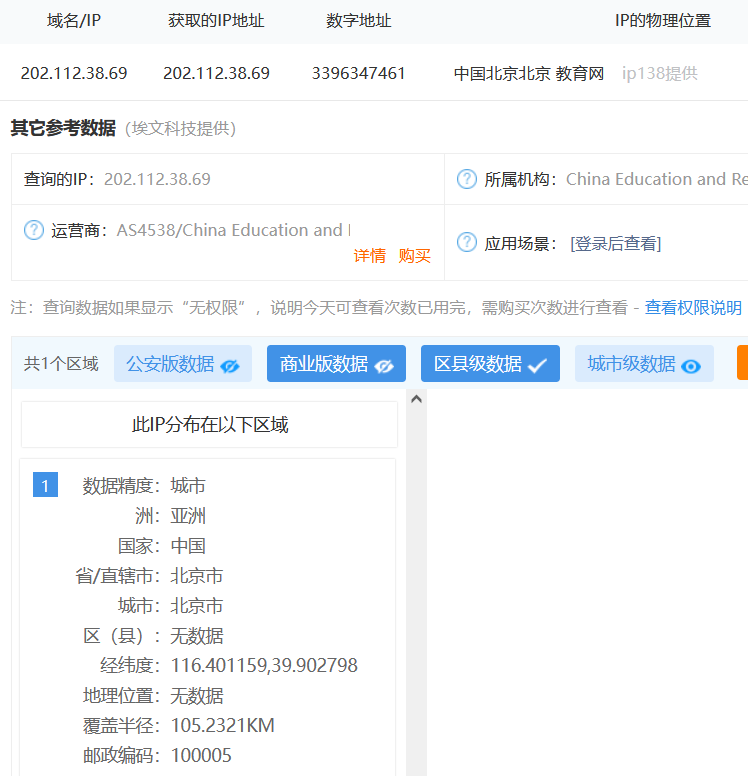 域名/IP 获取的IP地址 数字地址 IP的物理位置
202.112.38.69 202.112.38.69 3396347461 中国北京北京 教育网 ip138提供
其它参考数据 (埃文科技提供)
查询的IP： 202.112.38.69 所属机构： China Education and Re
运营商： AS4538/China Education and
详情 购买
应用场景： [登录后查看]
注：查询数据如果显示“无权限”，说明今天可查看次数已用完，需购买次数进行查看 - 查看权限说明
共1个区域 公安版数据 商业版数据 区县级数据 城市级数据
此IP分布在以下区域
1 数据精度：城市
洲：亚洲
国家：中国
省/直辖市：北京市
城市：北京市
区（县）：无数据
经纬度：116.401159,39.902798
地理位置：无数据
覆盖半径：105.2321KM
邮政编码：100005